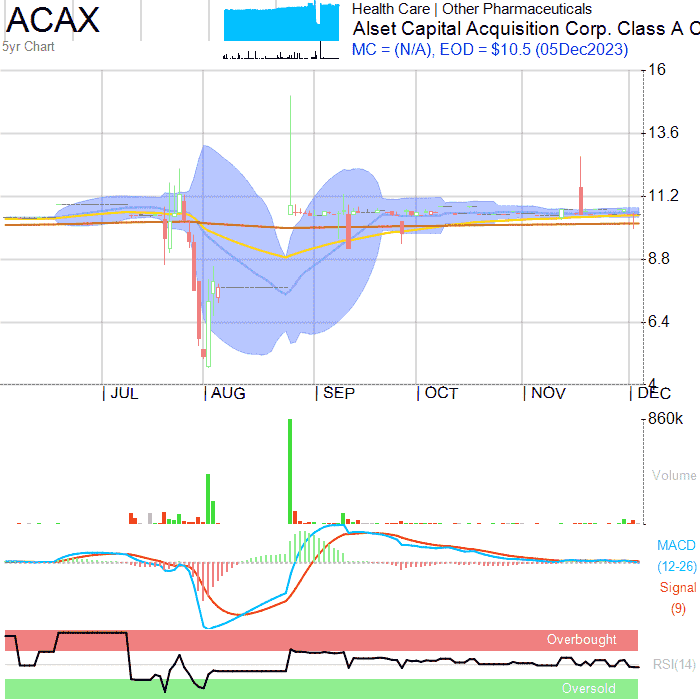 ACAX
5yr Chart
Health Care | Other Pharmaceuticals
Alset Capital Acquisition Corp. Class A
MC = (N/A), EOD = $10.5 (05Dec2023)
16
13.6
11.2
8.8
6.4
4
JUL AUG SEP OCT NOV DEC
860k
Volume
MACD
(12-26)
Signal
(9)
Overbought
RSI(14)
Oversold